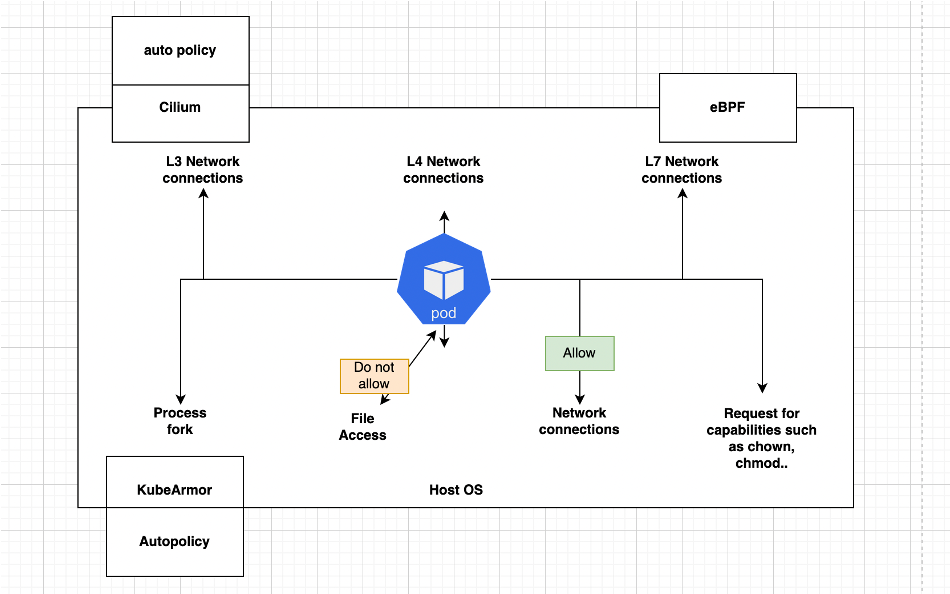 auto policy
Cilium
eBPF
L3 Network
connections
L4 Network
connections
L7 Network
connections
pod
Do not
allow
Allow
Process
fork
File
Access
Network
connections
Request for
capabilities such
as chown,
chmod..
KubeArmor
Host OS
Autopolicy